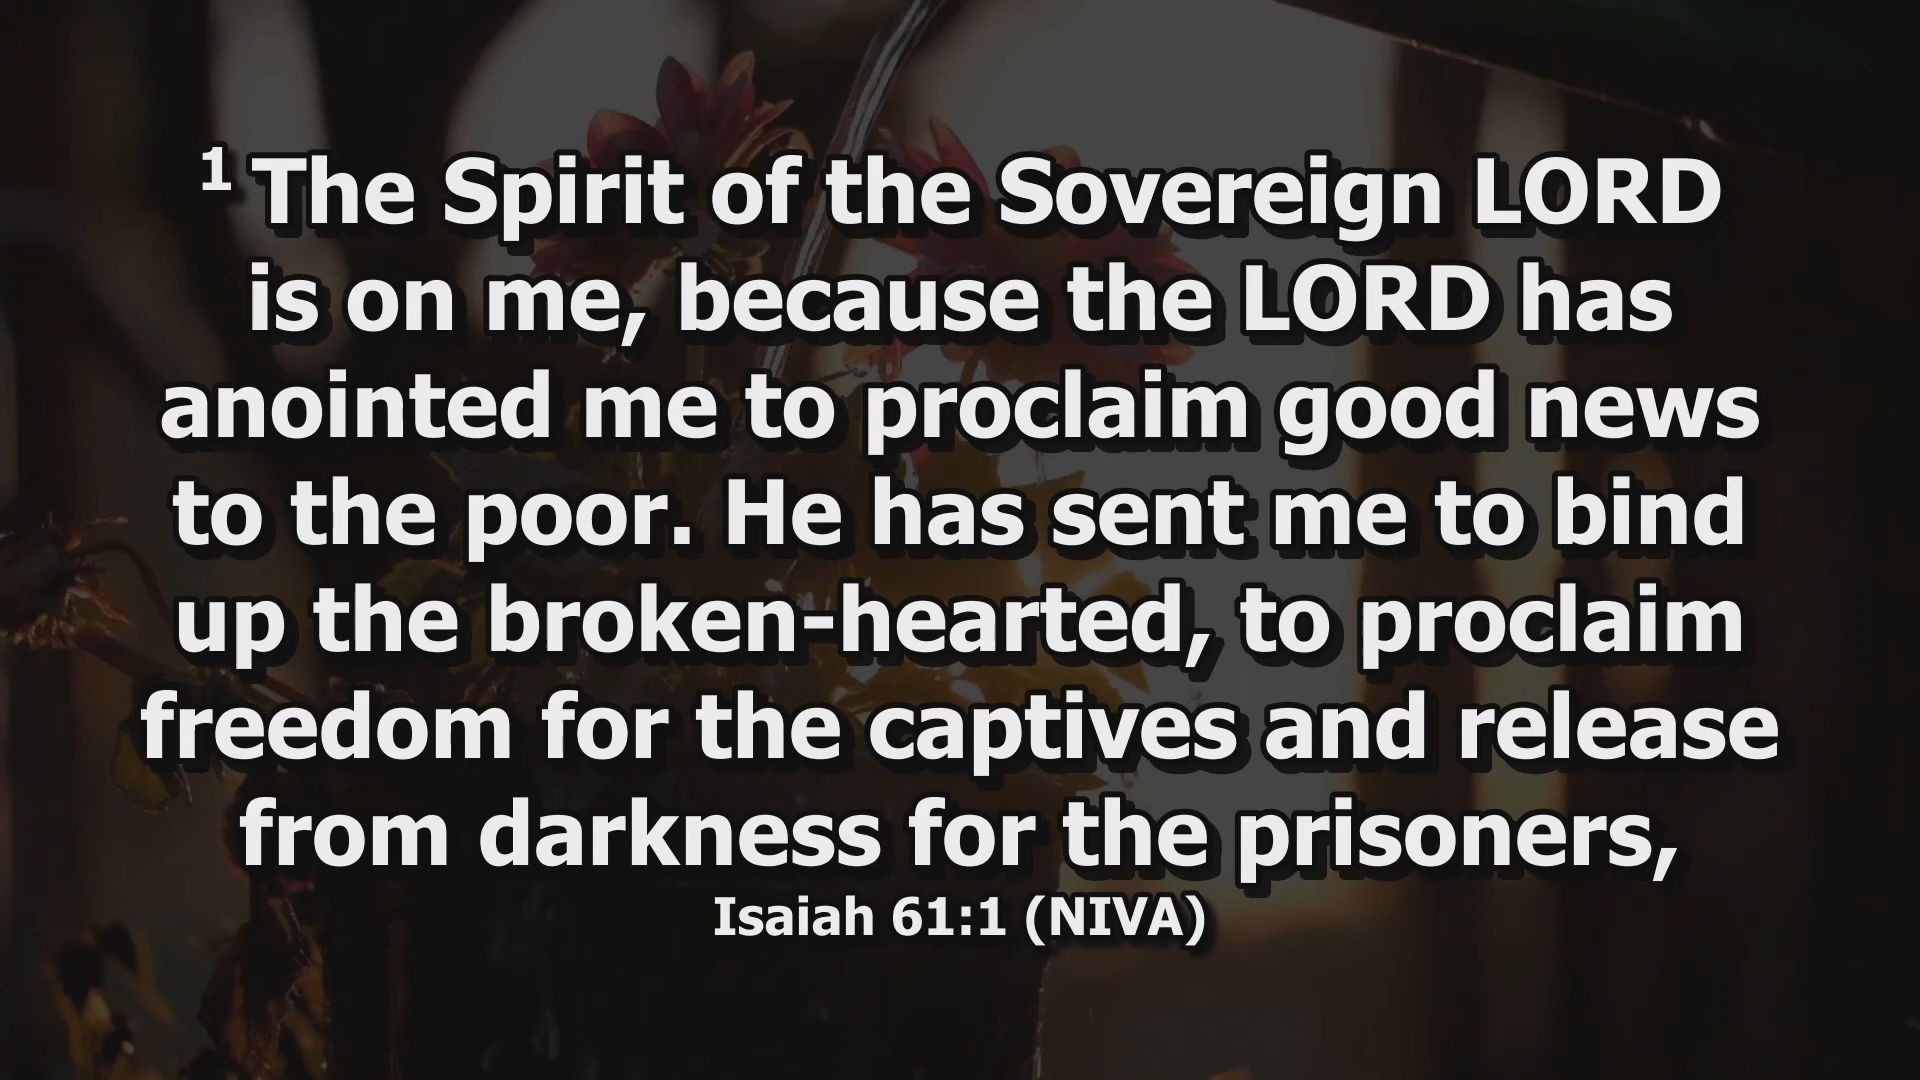 1 The Spirit of the Sovereign LORD
is on me, because the LORD has
anointed me to proclaim good news
to the poor. He has sent me to bind
up the broken-hearted, to proclaim
freedom for the captives and release
from darkness for the prisoners,
Isaiah 61:1 (NIVA)